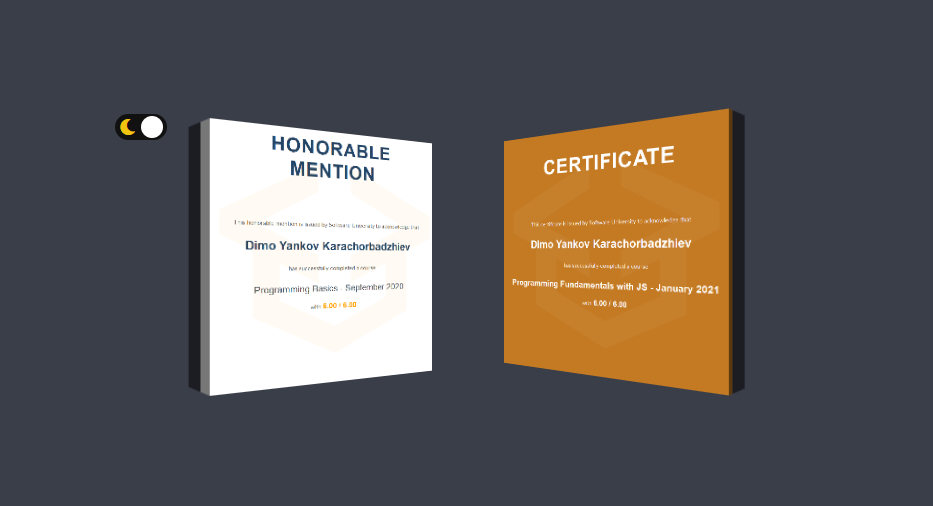 HONORABLE
MENTION
This honorable mention is issued by Software University to acknowledge that
Dimo Yankov Karachorbadzhiev
has successfully completed a course
Programming Basics - September 2020
with 6.00 / 6.00
CERTIFICATE
This certificate is issued by Software University to acknowledge that
Dimo Yankov Karachorbadzhiev
has successfully completed a course
Programming Fundamentals with JS - January 2021
with 6.00 / 6.00